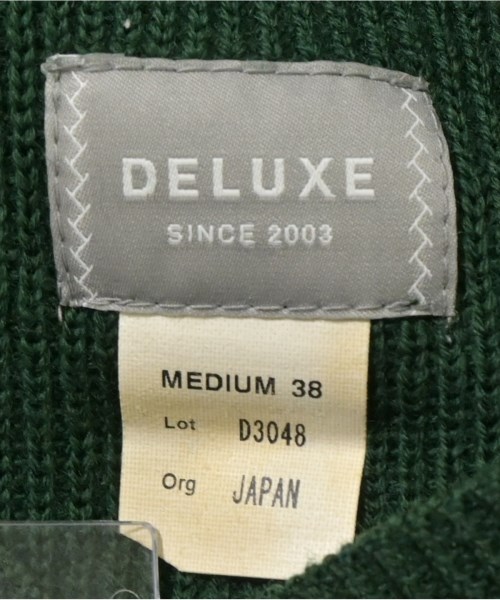 DELUXE
SINCE 2003
MEDIUM 38
Lot D3048
Org JAPAN